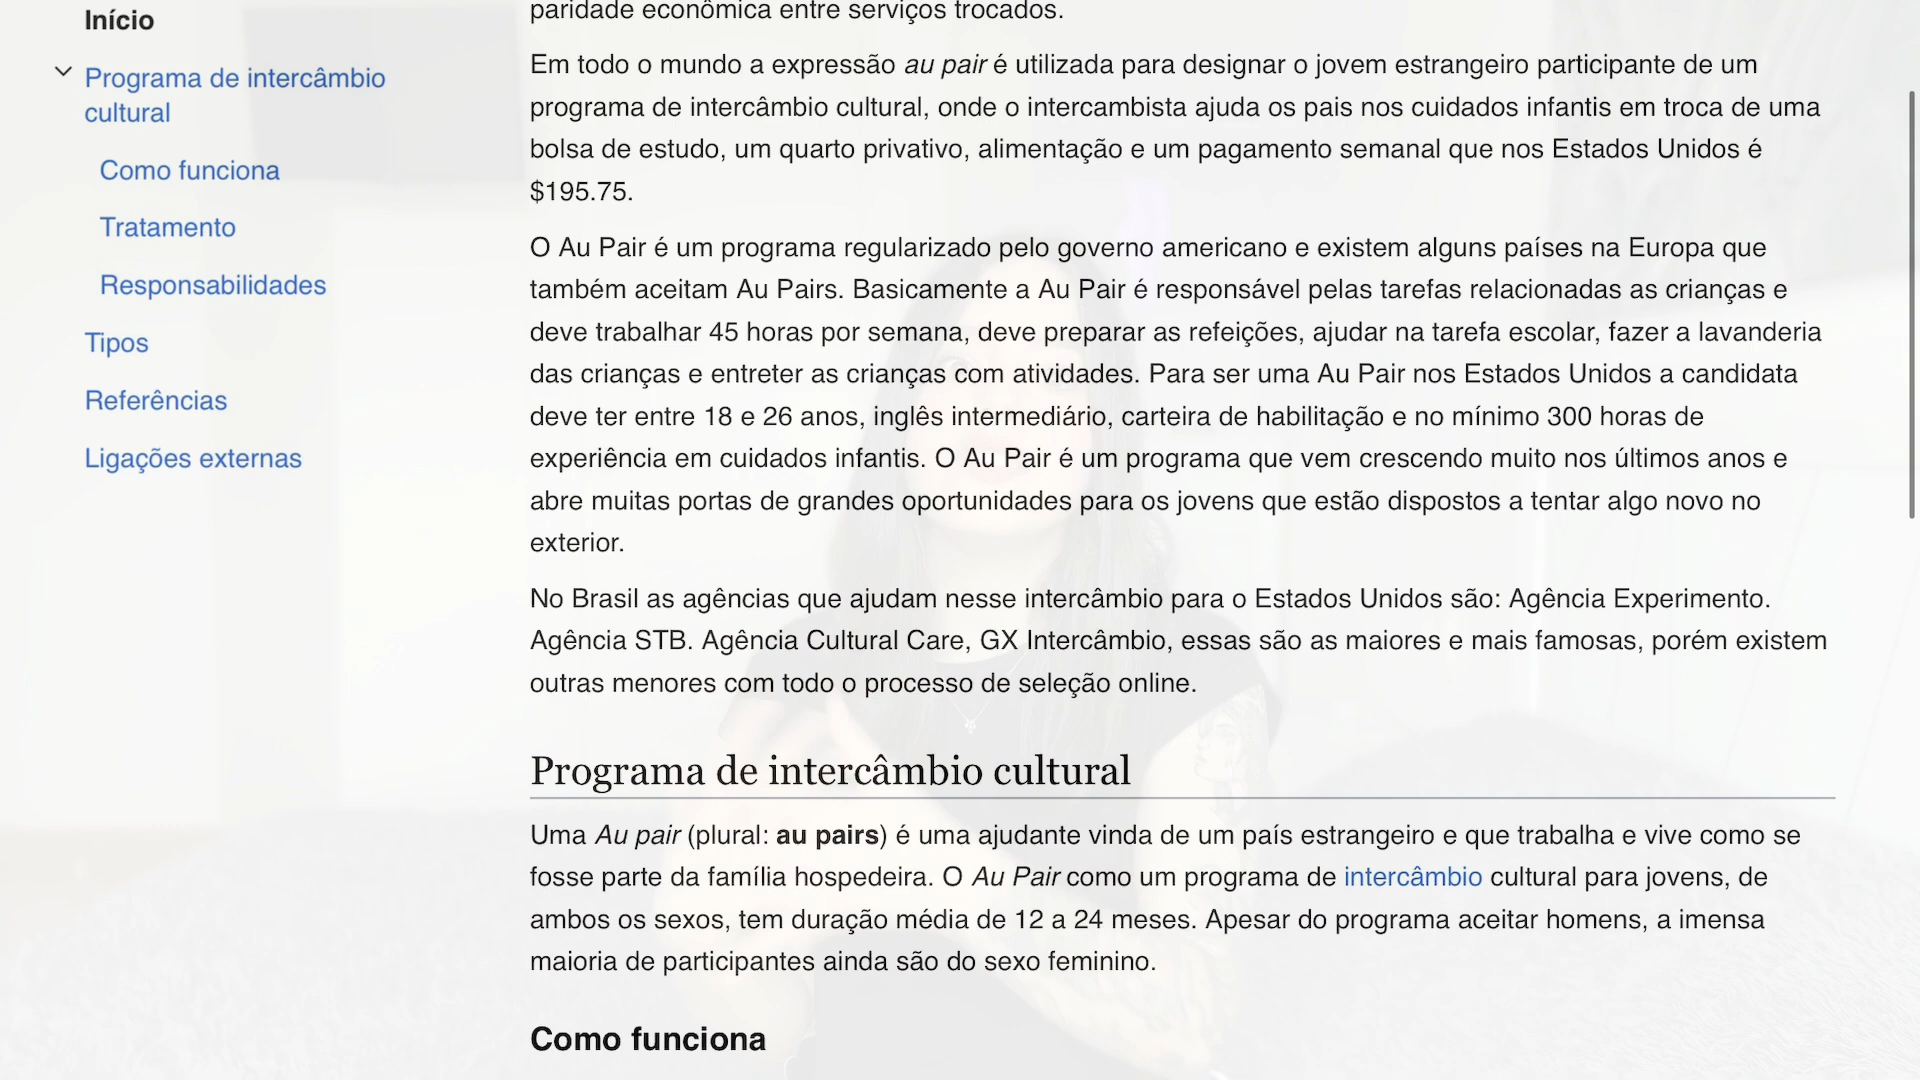 Início
Programa de intercâmbio
cultural
Como funciona
Tratamento
Responsabilidades
Tipos
Referências
Ligações externas
paridade econômica entre serviços trocados.
Em todo o mundo a expressão au pair é utilizada para designar o jovem estrangeiro participante de um
programa de intercâmbio cultural, onde o intercambista ajuda os pais nos cuidados infantis em troca de uma
bolsa de estudo, um quarto privativo, alimentação e um pagamento semanal que nos Estados Unidos é
$195.75.
O Au Pair é um programa regularizado pelo governo americano e existem alguns países na Europa que
também aceitam Au Pairs. Basicamente a Au Pair é responsável pelas tarefas relacionadas as crianças e
deve trabalhar 45 horas por semana, deve preparar as refeições, ajudar na tarefa escolar, fazer a lavanderia
das crianças e entreter as crianças com atividades. Para ser uma Au Pair nos Estados Unidos a candidata
deve ter entre 18 e 26 anos, inglês intermediário, carteira de habilitação e no mínimo 300 horas de
experiência em cuidados infantis. O Au Pair é um programa que vem crescendo muito nos últimos anos e
abre muitas portas de grandes oportunidades para os jovens que estão dispostos a tentar algo novo no
exterior.
No Brasil as agências que ajudam nesse intercâmbio para o Estados Unidos são: Agência Experimento.
Agência STB. Agência Cultural Care, GX Intercâmbio, essas são as maiores e mais famosas, porém existem
outras menores com todo o processo de seleção online.
Programa de intercâmbio cultural
Uma Au pair (plural: au pairs) é uma ajudante vinda de um país estrangeiro e que trabalha e vive como se
fosse parte da família hospedeira. O Au Pair como um programa de intercâmbio cultural para jovens, de
ambos os sexos, tem duração média de 12 a 24 meses. Apesar do programa aceitar homens, a imensa
maioria de participantes ainda são do sexo feminino.
Como funciona